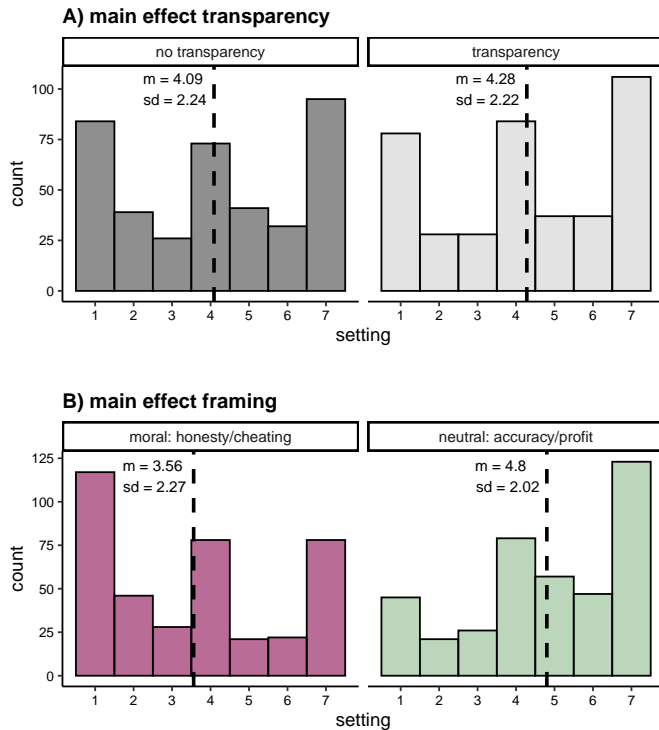 A) main effect transparency
no transparency
transparency
m = 4.09
sd = 2.24
m = 4.28
sd = 2.22
count
100
75
50
25
0
1 2 3 4 5 6 7
1 2 3 4 5 6 7
setting
B) main effect framing
moral: honesty/cheating
neutral: accuracy/profit
m = 3.56
sd = 2.27
m = 4.8
sd = 2.02
count
125
100
75
50
25
0
1 2 3 4 5 6 7
1 2 3 4 5 6 7
setting